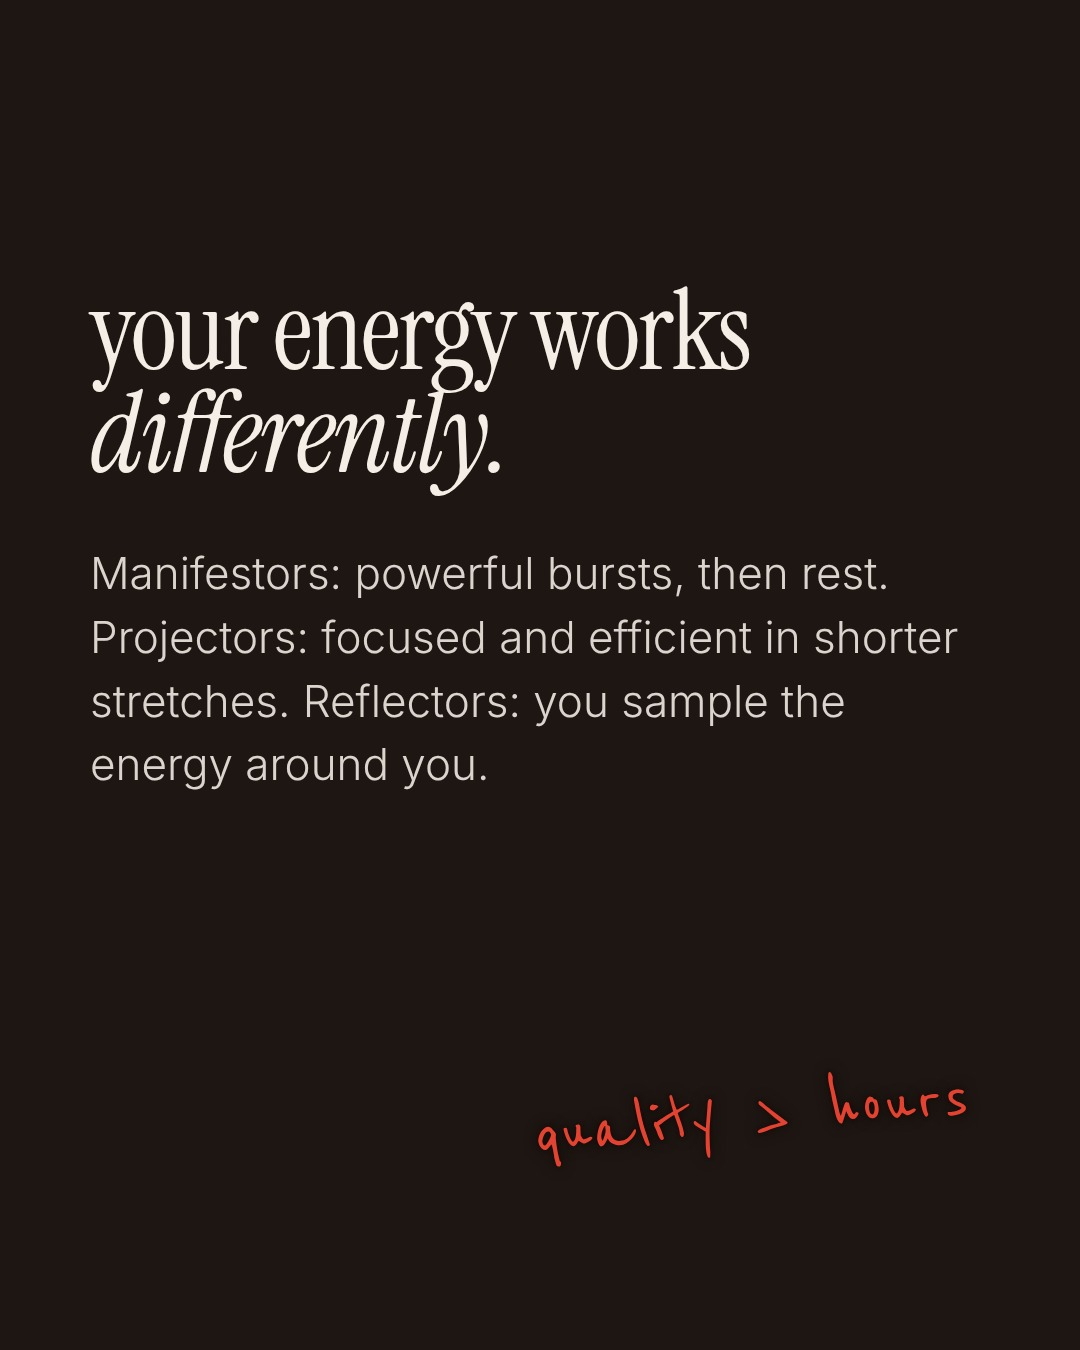 your energy works
differently.
Manifestors: powerful bursts, then rest.
Projectors: focused and efficient in shorter
stretches. Reflectors: you sample the
energy around you.
quality > hours